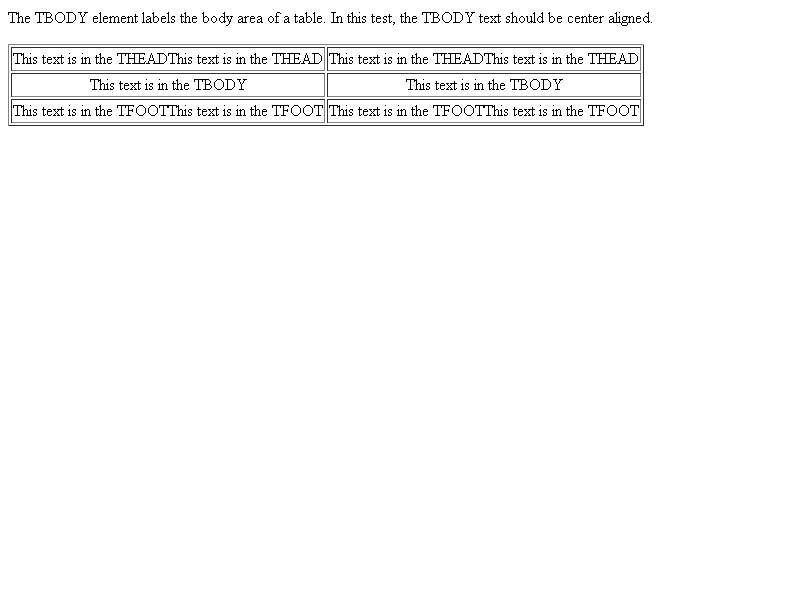 The TBODY element labels the body area of a table. In this test, the TBODY text should be center aligned.
This text is in the THEADThis text is in the THEAD This text is in the THEADThis text is in the THEAD
This text is in the TBODY This text is in the TBODY
This text is in the TFOOTThis text is in the TFOOT This text is in the TFOOTThis text is in the TFOOT